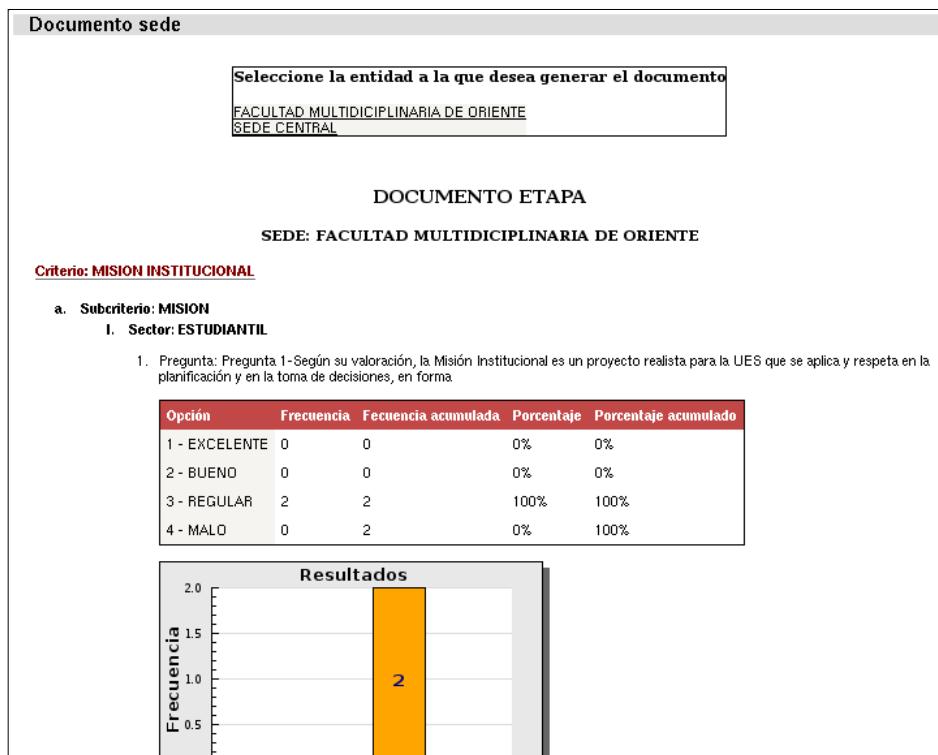 Documento sede
Seleccione la entidad a la que desea generar el documento
FACULTAD MULTIDICIPLINARIA DE ORIENTE
SEDE CENTRAL
DOCUMENTO ETAPA
SEDE: FACULTAD MULTIDICIPLINARIA DE ORIENTE
Criterio: MISION INSTITUCIONAL
a. Subcriterio: MISION
I. Sector: ESTUDIANTIL
1. Pregunta: Pregunta 1-Según su valoración, la Misión Institucional es un proyecto realista para la UES que se aplica y respeta en la
planificación y en la toma de decisiones, en forma
Opción Frecuencia Fecuencia acumulada Porcentaje Porcentaje acumulado
1 - EXCELENTE 0 0 0% 0%
2 - BUENO 0 0 0% 0%
3 - REGULAR 2 2 100% 100%
4 - MALO 0 2 0% 100%
Resultados
2.0
1.5
1.0
0.5
Frecuencia
2